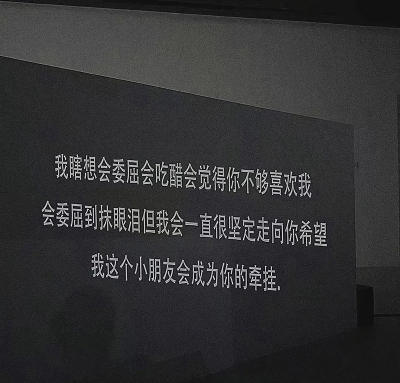 我瞎想会委屈会吃醋会觉得你不够喜欢我
会委屈到抹眼泪但我会一直很坚定走向你希望
我这个小朋友会成为你的牵挂.